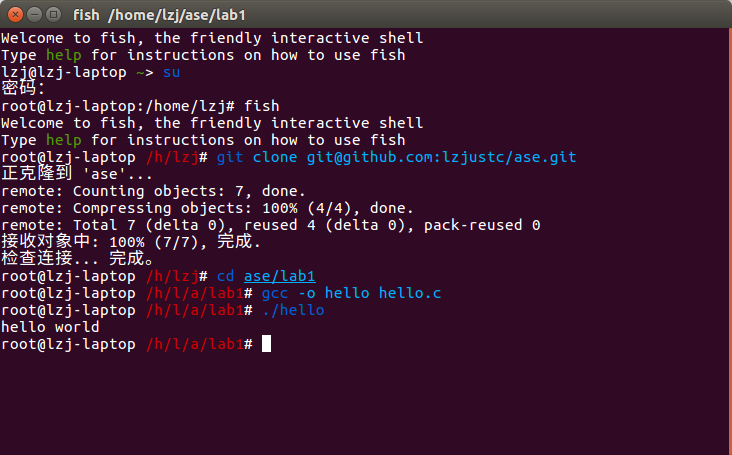 fish /home/lzj/ase/lab1
Welcome to fish, the friendly interactive shell
Type help for instructions on how to use fish
lzj@lzj-laptop ~> su
密码：
root@lzj-laptop:/home/lzj# fish
Welcome to fish, the friendly interactive shell
Type help for instructions on how to use fish
root@lzj-laptop /h/lzj# git clone git@github.com:lzjustc/ase.git
正克隆到 'ase'...
remote: Counting objects: 7, done.
remote: Compressing objects: 100% (4/4), done.
remote: Total 7 (delta 0), reused 4 (delta 0), pack-reused 0
接收对象中: 100% (7/7), 完成.
检查连接... 完成。
root@lzj-laptop /h/lzj# cd ase/lab1
root@lzj-laptop /h/l/a/lab1# gcc -o hello hello.c
root@lzj-laptop /h/l/a/lab1# ./hello
hello world
root@lzj-laptop /h/l/a/lab1#